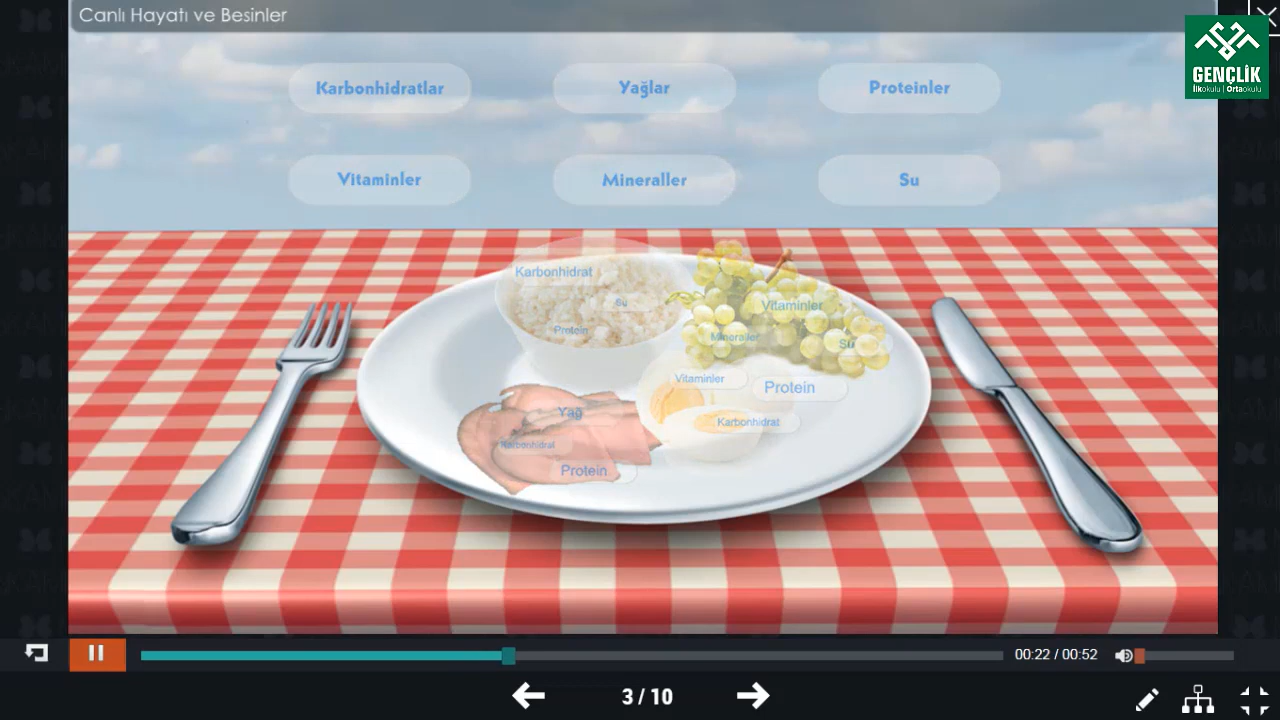 Canlı Hayatı ve Besinler
GENÇLİK
İlkokulu | Ortaokulu
Karbonhidratlar
Yağlar
Proteinler
Vitaminler
Mineraller
Su
Karbonhidrat
Su
Protein
Vitaminler
Mineraller
Su
Vitaminler
Protein
Karbonhidrat
Yağ
Karbonhidrat
Protein
00:22 / 00:52
3 / 10